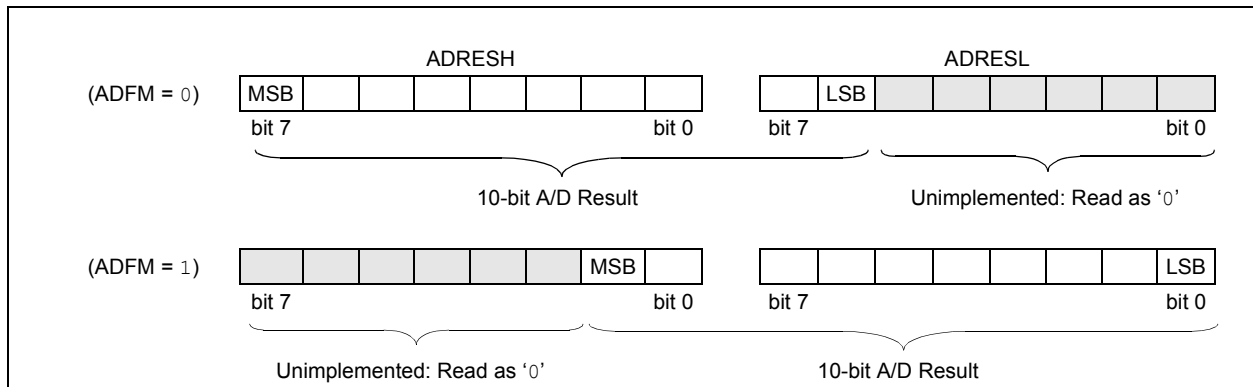 ADRESH ADRESL
(ADFM = 0) MSB LSB
bit 7 bit 0 bit 7 bit 0
10-bit A/D Result Unimplemented: Read as ‘0’
(ADFM = 1) MSB LSB
bit 7 bit 0 bit 7 bit 0
Unimplemented: Read as ‘0’ 10-bit A/D Result